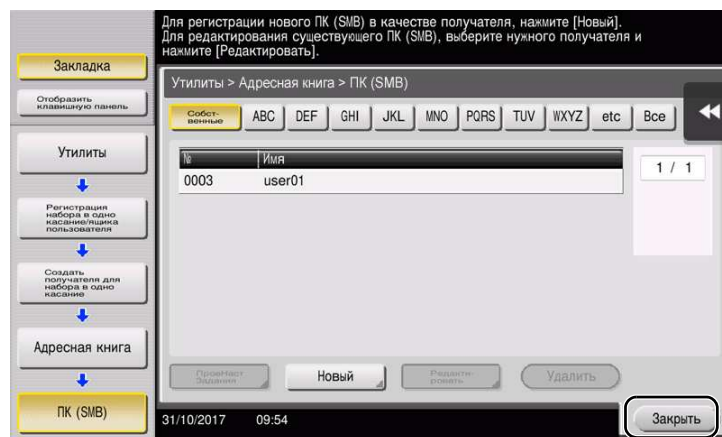 Для регистрации нового ПК (SMB) в качестве получателя, нажмите [Новый].
Для редактирования существующего ПК (SMB), выберите нужного получателя и
нажмите [Редактировать].
Закладка
Отобразить
клавишную панель
Утилиты
Регистрация
набора в одно
касание/ящика
пользователя
Создать
получателя для
набора в одно
касание
Адресная книга
ПК (SMB)
Утилиты > Адресная книга > ПК (SMB)
Собст-
венные
ABC DEF GHI JKL MNO PQRS TUV WXYZ etc Все
№ Имя
0003 user01
1 / 1
Новый
Редакти-
ровать
Удалить
31/10/2017 09:54
Закрыть